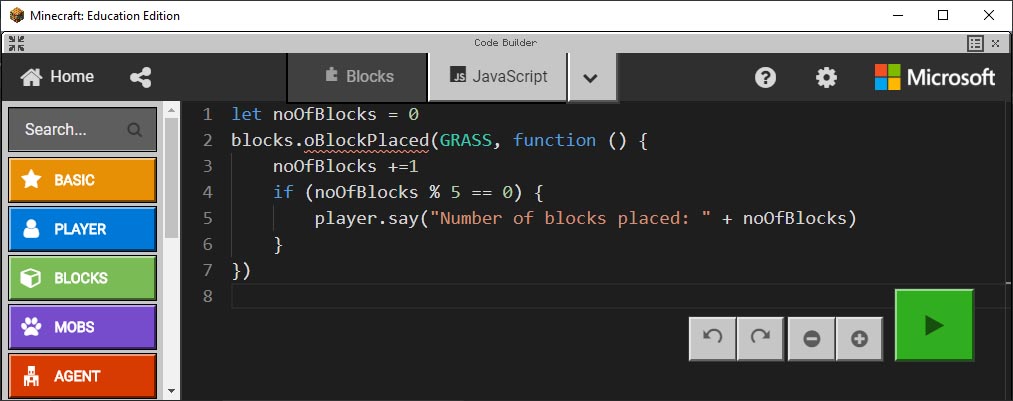 Minecraft: Education Edition
Code Builder
Home
Blocks
JS JavaScript
Microsoft
Search...
BASIC
PLAYER
BLOCKS
MOBS
AGENT
1 let noOfBlocks = 0
2 blocks.oBlockPlaced(GRASS, function () {
3 noOfBlocks +=1
4 if (noOfBlocks % 5 == 0) {
5 player.say("Number of blocks placed: " + noOfBlocks)
6 }
7 })
8